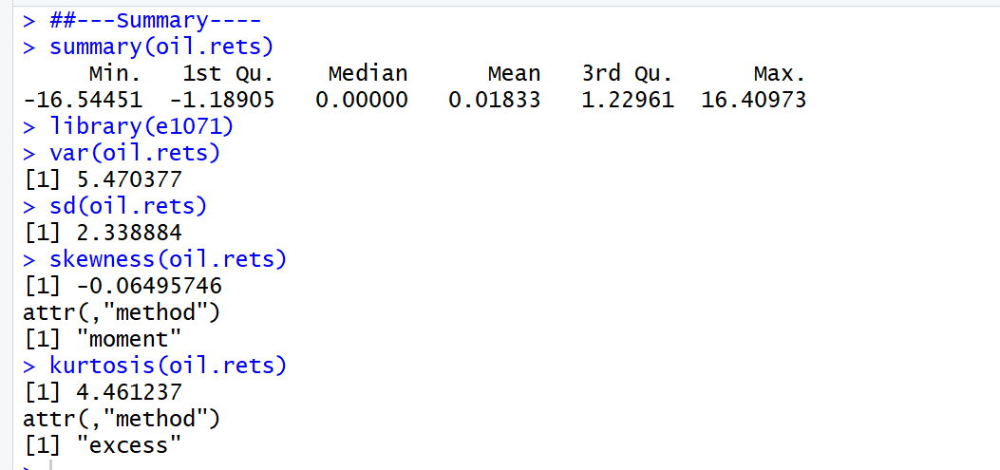 > ##---Summary----
> summary(oil.rets)
     Min.   1st Qu.    Median      Mean   3rd Qu.      Max.
-16.54451  -1.18905   0.00000   0.01833   1.22961  16.40973
> library(e1071)
> var(oil.rets)
[1] 5.470377
> sd(oil.rets)
[1] 2.338884
> skewness(oil.rets)
[1] -0.06495746
attr(,"method")
[1] "moment"
> kurtosis(oil.rets)
[1] 4.461237
attr(,"method")
[1] "excess"
>